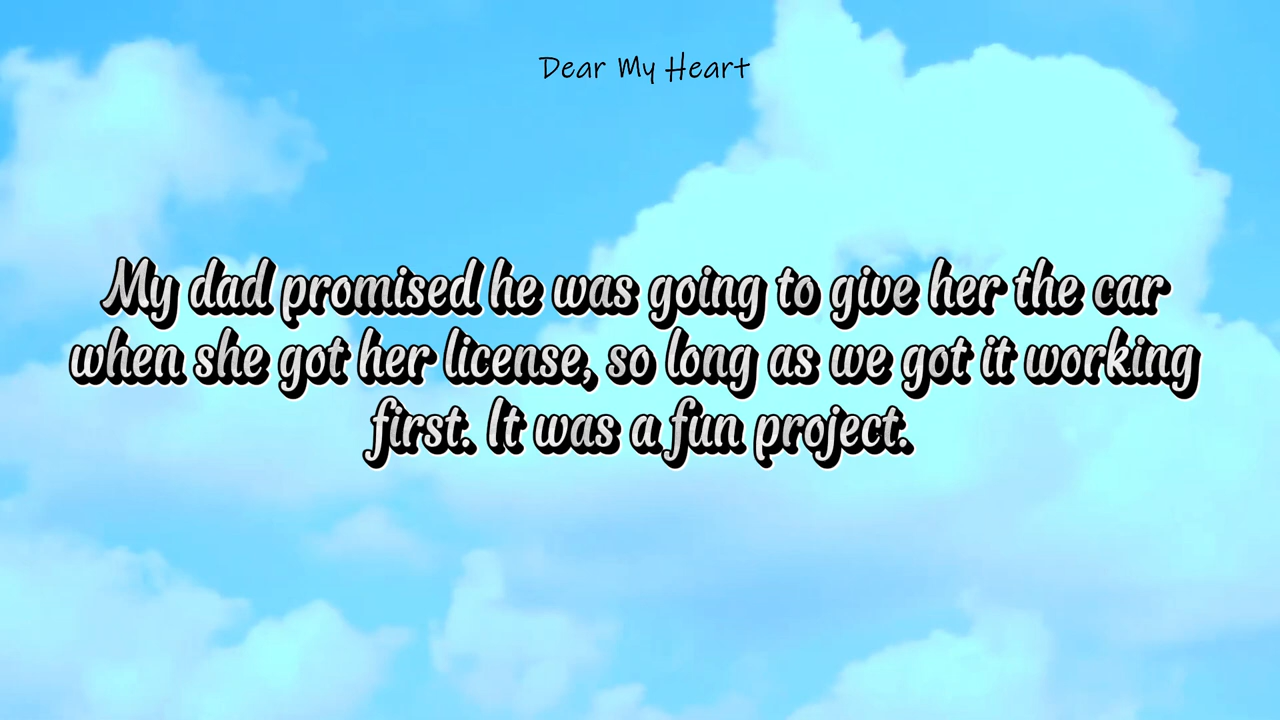 Dear My Heart
My dad promised he was going to give her the car
when she got her license, so long as we got it working
first. It was a fun project.